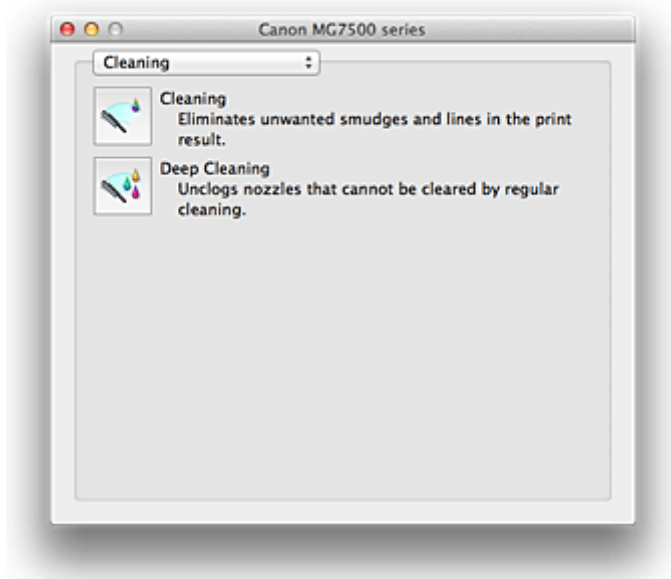 Canon MG7500 series
Cleaning
Cleaning
Eliminates unwanted smudges and lines in the print
result.
Deep Cleaning
Unclogs nozzles that cannot be cleared by regular
cleaning.